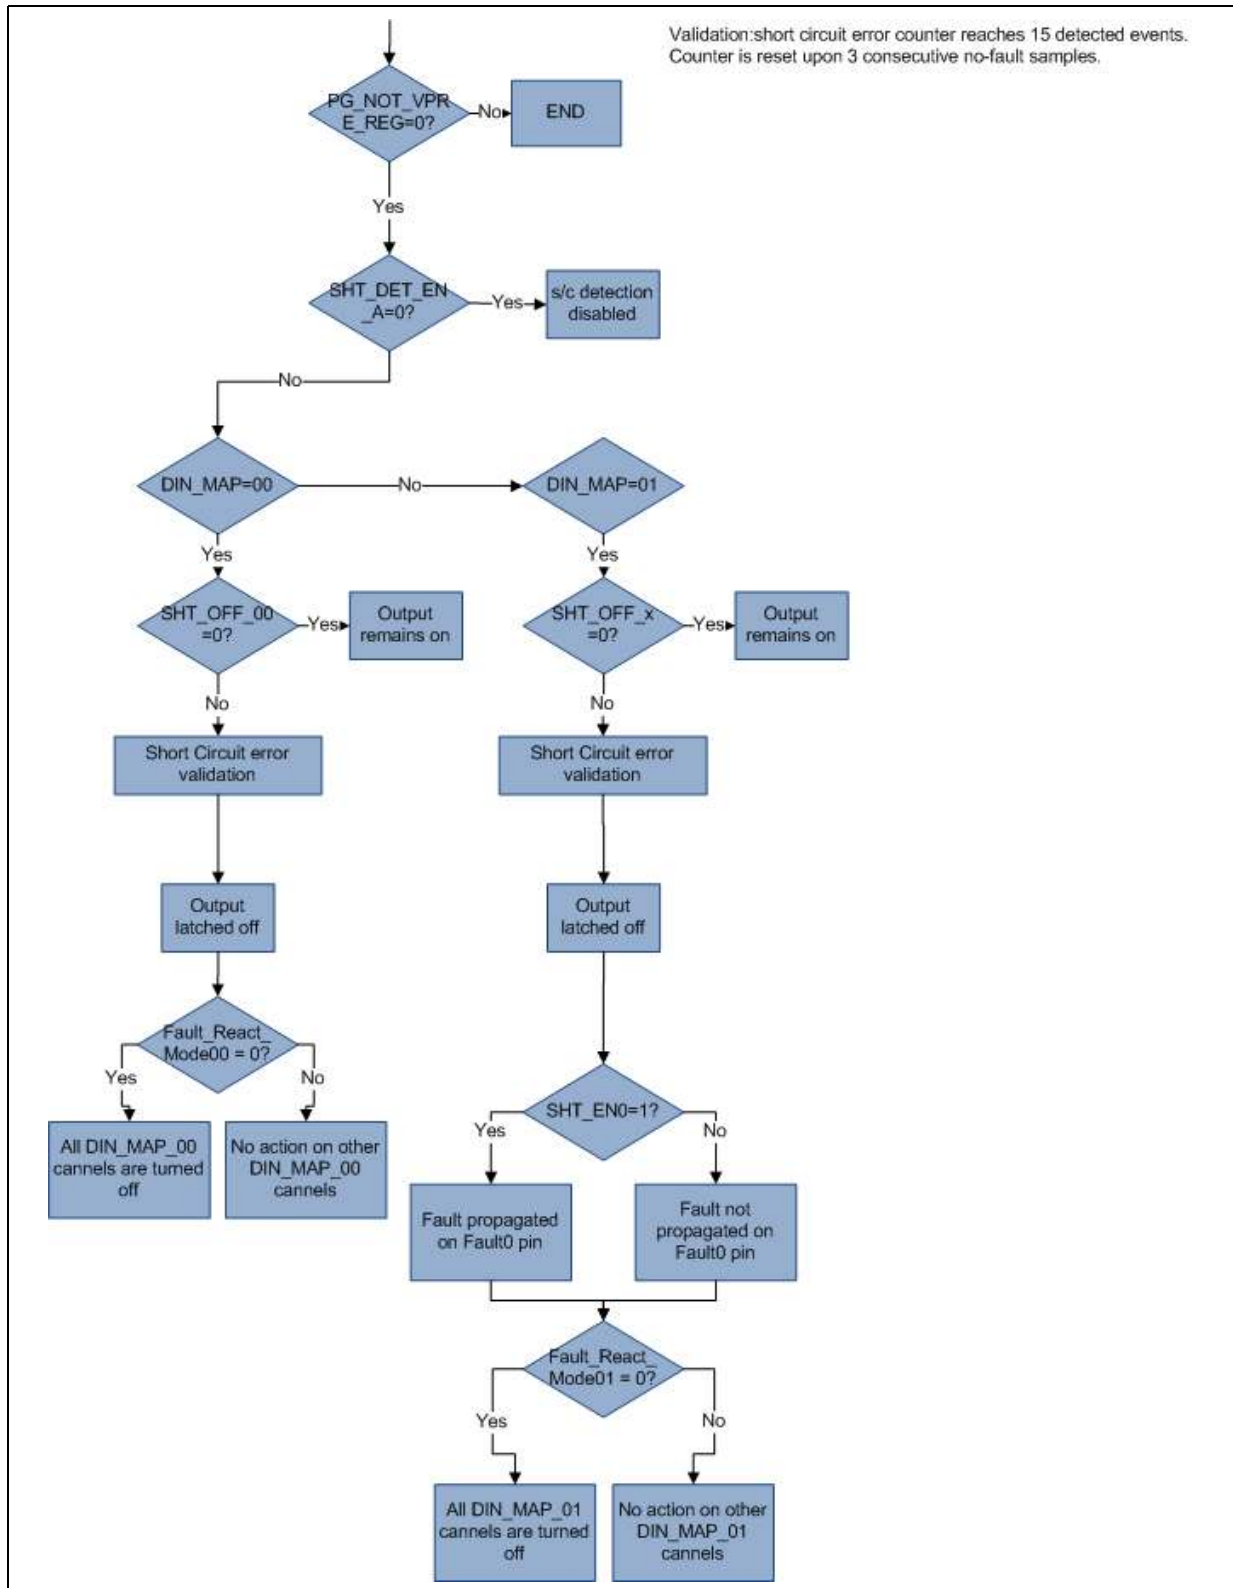 Validation:short circuit error counter reaches 15 detected events.
Counter is reset upon 3 consecutive no-fault samples.
PG_NOT_VPR
E_REG=0?
No
END
Yes
SHT_DET_EN
_A=0?
Yes
s/c detection
disabled
No
DIN_MAP=00
No
DIN_MAP=01
Yes
Yes
SHT_OFF_00
=0?
Yes
Output
remains on
SHT_OFF_x
=0?
Yes
Output
remains on
No
No
Short Circuit error
validation
Short Circuit error
validation
Output
latched off
Output
latched off
Fault_React_
Mode00 = 0?
Yes
No
All DIN_MAP_00
cannels are turned
off
No action on other
DIN_MAP_00
cannels
SHT_EN0=1?
Yes
No
Fault propagated
on Fault0 pin
Fault not
propagated on
Fault0 pin
Fault_React_
Mode01 = 0?
Yes
No
All DIN_MAP_01
cannels are turned
off
No action on other
DIN_MAP_01
cannels